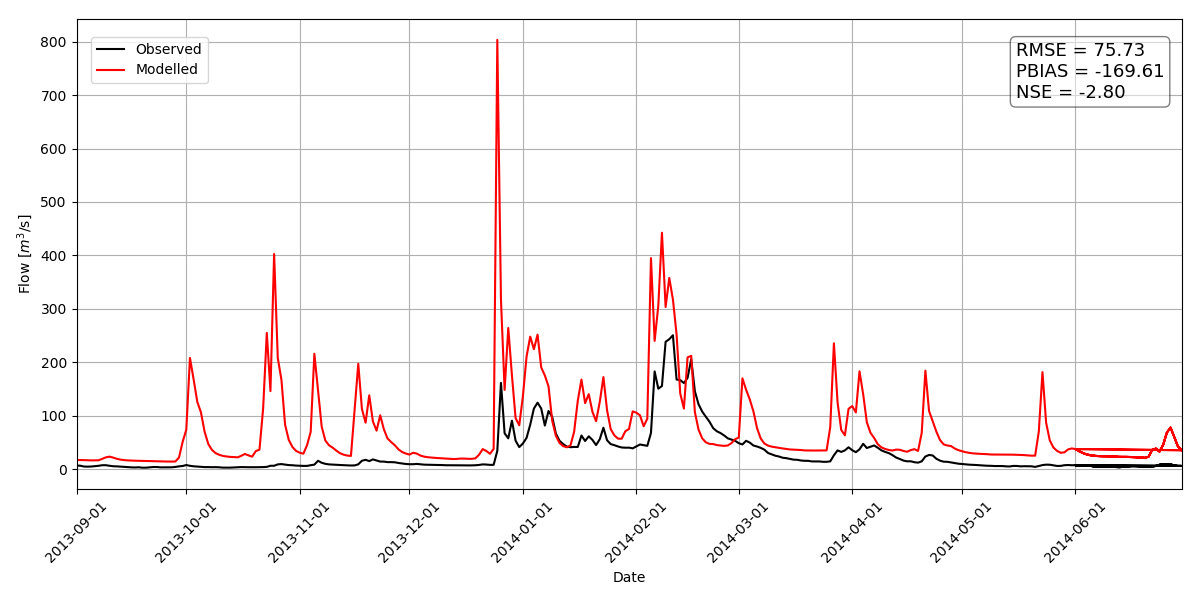 Observed
Modelled
RMSE = 75.73
PBIAS = -169.61
NSE = -2.80
Flow [$m^3$/s]
800
700
600
500
400
300
200
100
0
2013-09-01
2013-10-01
2013-11-01
2013-12-01
2014-01-01
2014-02-01
2014-03-01
2014-04-01
2014-05-01
2014-06-01
Date